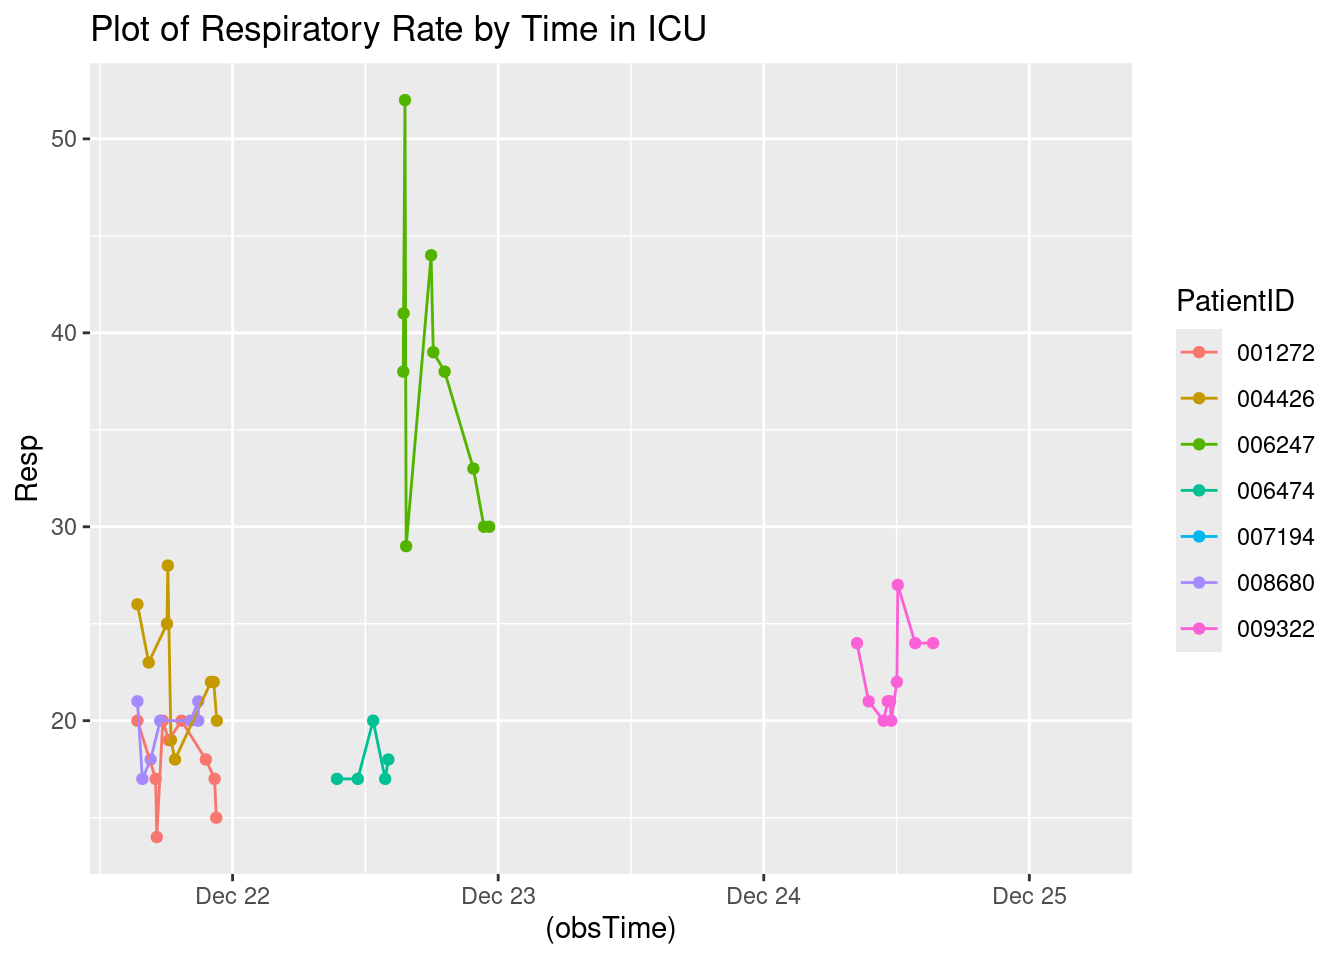 Plot of Respiratory Rate by Time in ICU
50
40
30
20
Resp
Dec 22
Dec 23
Dec 24
Dec 25
(obsTime)
PatientID
001272
004426
006247
006474
007194
008680
009322